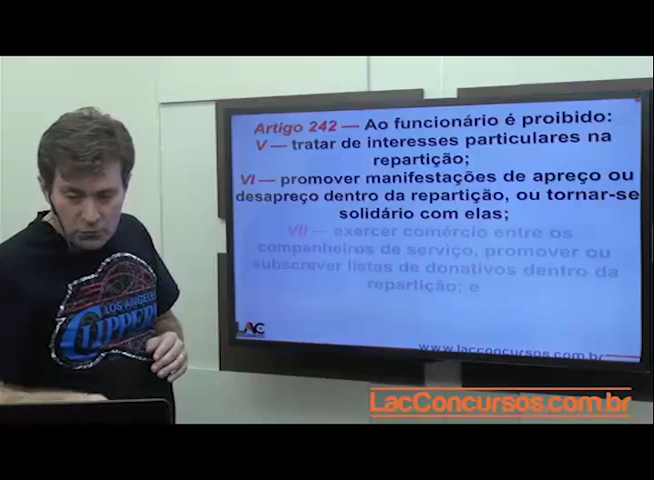 Artigo 242 — Ao funcionário é proibido:
V — tratar de interesses particulares na
repartição;
VI — promover manifestações de apreço ou
desapreço dentro da repartição, ou tornar-se
solidário com elas;
VII — exercer comércio entre os
companheiros de serviço, promover ou
subscrever listas de donativos dentro da
repartição; e
LOS ANGELES
CLIPPERS
LAC
www.lacconcursos.com.br
LacConcursos.com.br